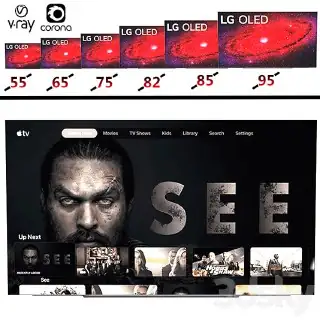 v·ray corona
LG OLED LG OLED LG OLED LG OLED LG OLED LG OLED
55 65 75 82 85 95
tv Movies TV Shows Kids Library Search Settings
SEE
Up Next
See
3dsky